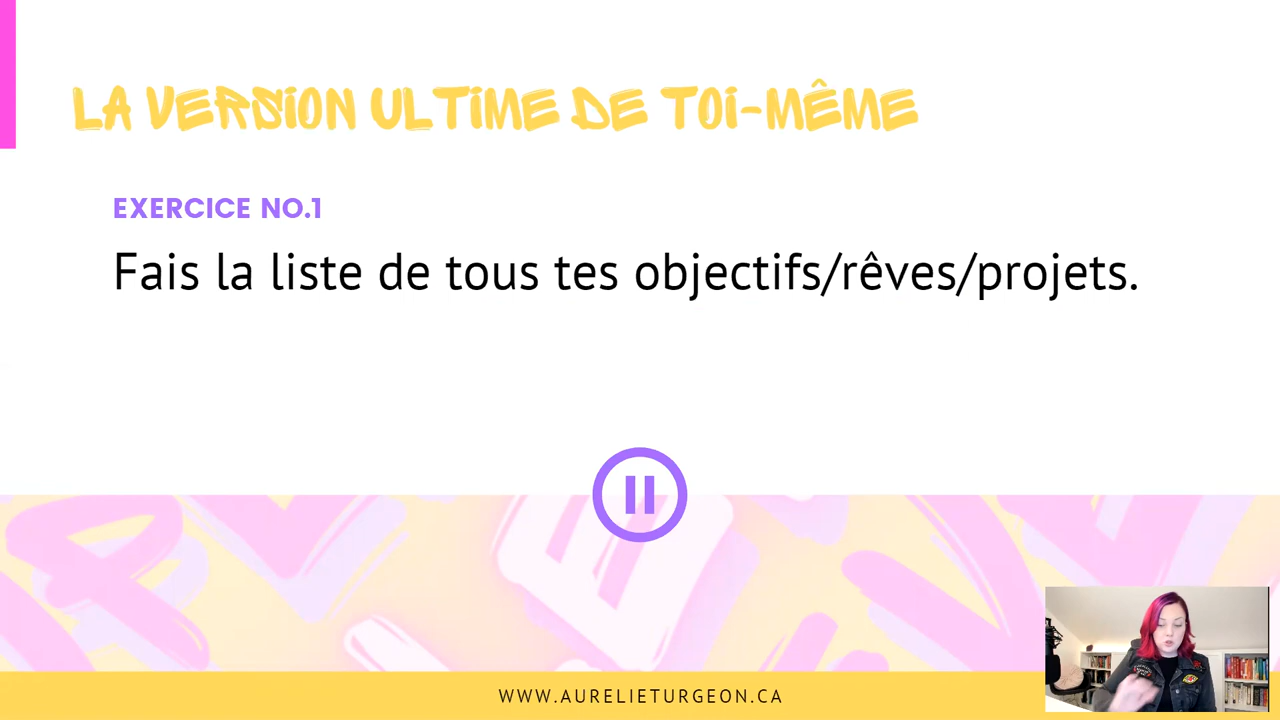 LA VERSION ULTIME DE TOI-MÊME
EXERCICE NO.1
Fais la liste de tous tes objectifs/rêves/projets.
WWW.AURELIETURGEON.CA